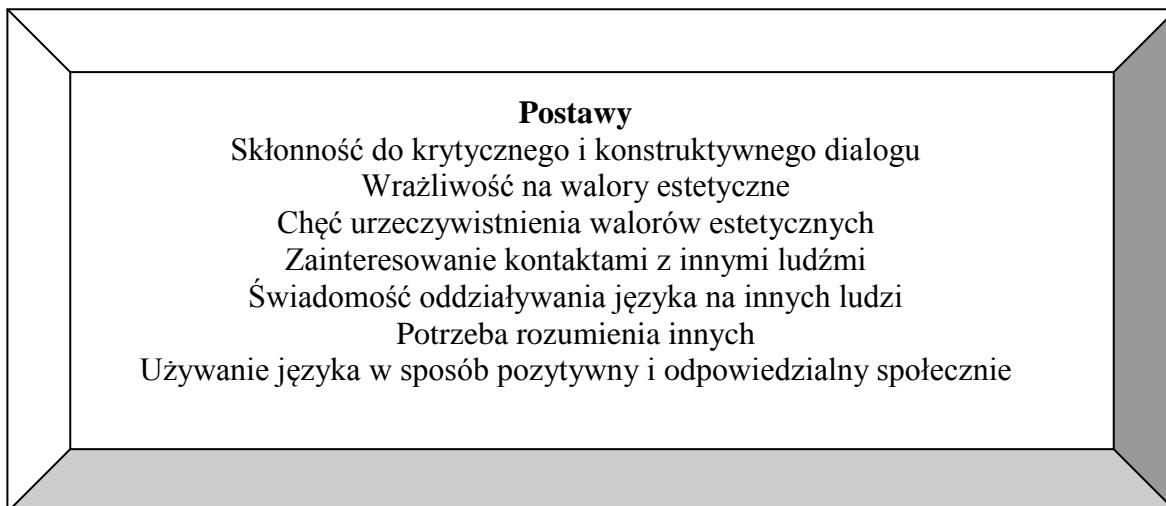 Postawy
Skłonność do krytycznego i konstruktywnego dialogu
Wrażliwość na walory estetyczne
Chęć urzeczywistnienia walorów estetycznych
Zainteresowanie kontaktami z innymi ludźmi
Świadomość oddziaływania języka na innych ludzi
Potrzeba rozumienia innych
Używanie języka w sposób pozytywny i odpowiedzialny społecznie